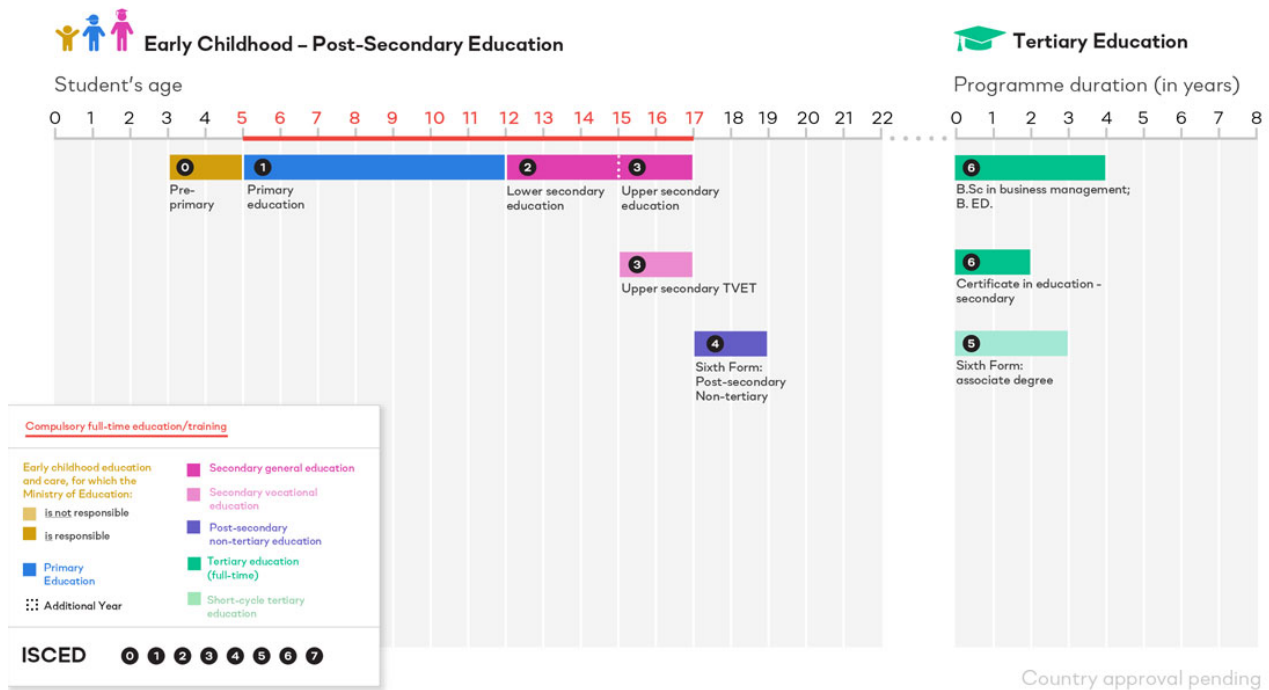 Early Childhood – Post-Secondary Education
Tertiary Education
Student's age
Programme duration (in years)
0 1 2 3 4 5 6 7 8 9 10 11 12 13 14 15 16 17 18 19 20 21 22
0 1 2 3 4 5 6 7 8
0
Pre-
primary
1
Primary
education
2
Lower secondary
education
3
Upper secondary
education
6
B.Sc in business management;
B. ED.
3
Upper secondary TVET
6
Certificate in education -
secondary
4
Sixth Form:
Post-secondary
Non-tertiary
5
Sixth Form:
associate degree
Compulsory full-time education/training
Early childhood education
and care, for which the
Ministry of Education:
is not responsible
is responsible
Primary
Education
Additional Year
Secondary general education
Secondary vocational
education
Post-secondary
non-tertiary education
Tertiary education
(full-time)
Short-cycle tertiary
education
ISCED 0 1 2 3 4 5 6 7
Country approval pending